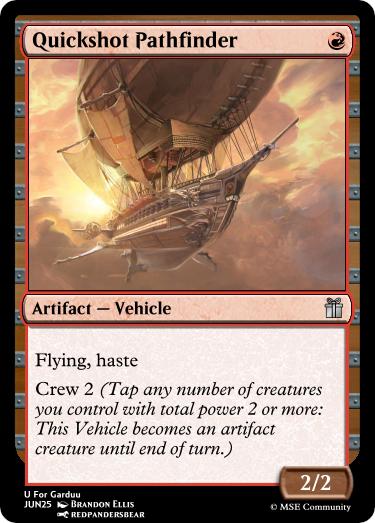 Quickshot Pathfinder
Artifact — Vehicle
Flying, haste
Crew 2 (Tap any number of creatures
you control with total power 2 or more:
This Vehicle becomes an artifact
creature until end of turn.)
2/2
U For Garduu
JUN25 Brandon Ellis
REDPANDERSBEAR
© MSE Community